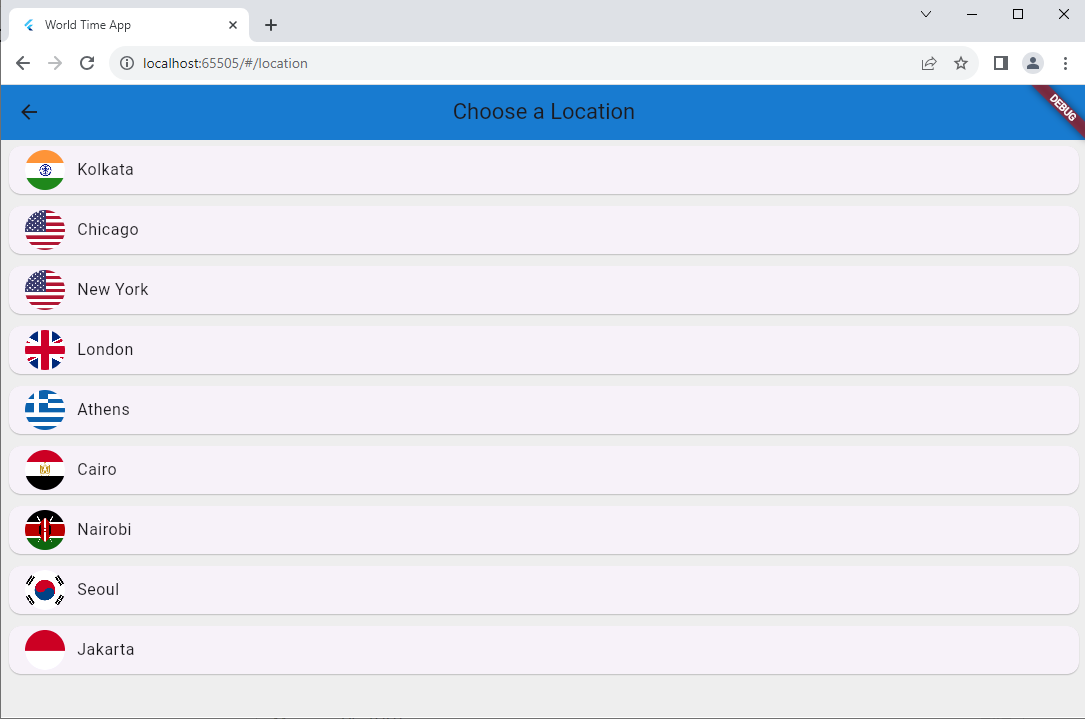 World Time App
localhost:65505/#/location
Choose a Location
DEBUG
Kolkata
Chicago
New York
London
Athens
Cairo
Nairobi
Seoul
Jakarta